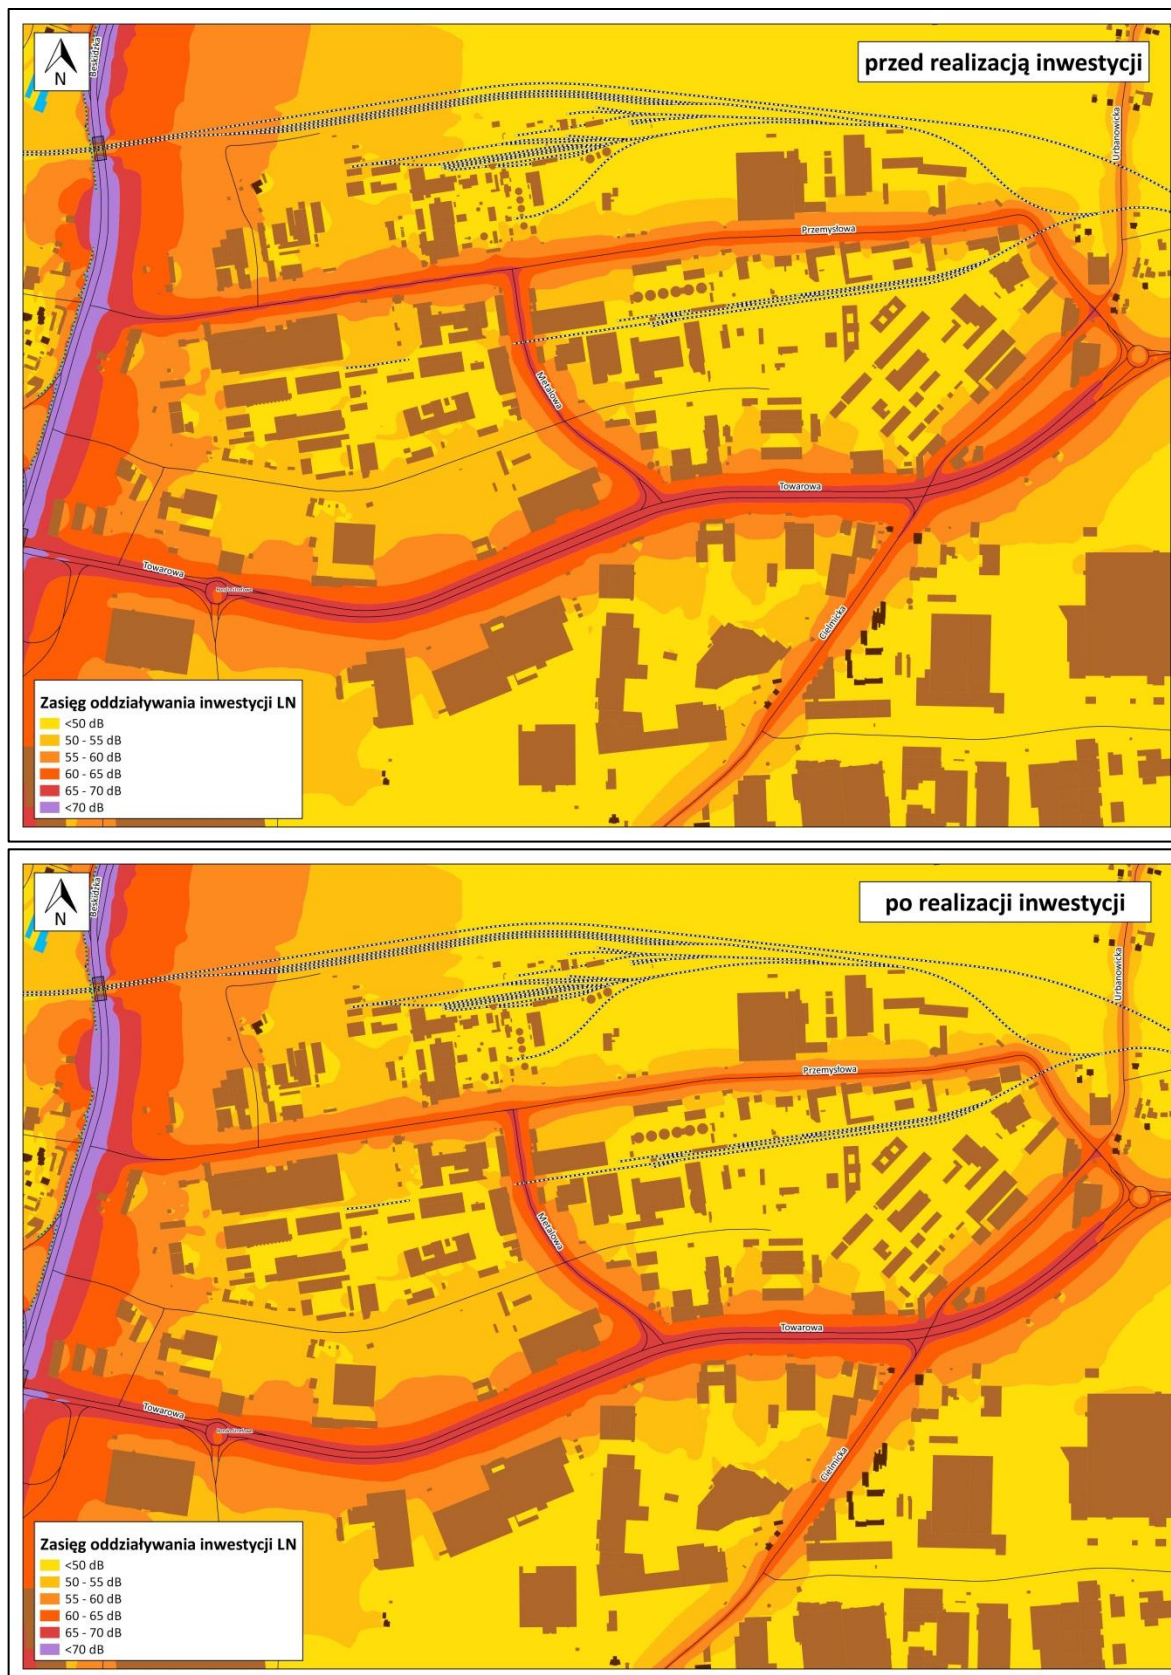 przed realizacją inwestycji
N
Beskidzka
Urbanowicka
Przemysłowa
Metalowa
Towarowa
Towarowa
Cielmicka
Zasięg oddziaływania inwestycji LN
<50 dB
50 - 55 dB
55 - 60 dB
60 - 65 dB
65 - 70 dB
<70 dB
po realizacji inwestycji
N
Beskidzka
Urbanowicka
Przemysłowa
Metalowa
Towarowa
Towarowa
Cielmicka
Zasięg oddziaływania inwestycji LN
<50 dB
50 - 55 dB
55 - 60 dB
60 - 65 dB
65 - 70 dB
<70 dB